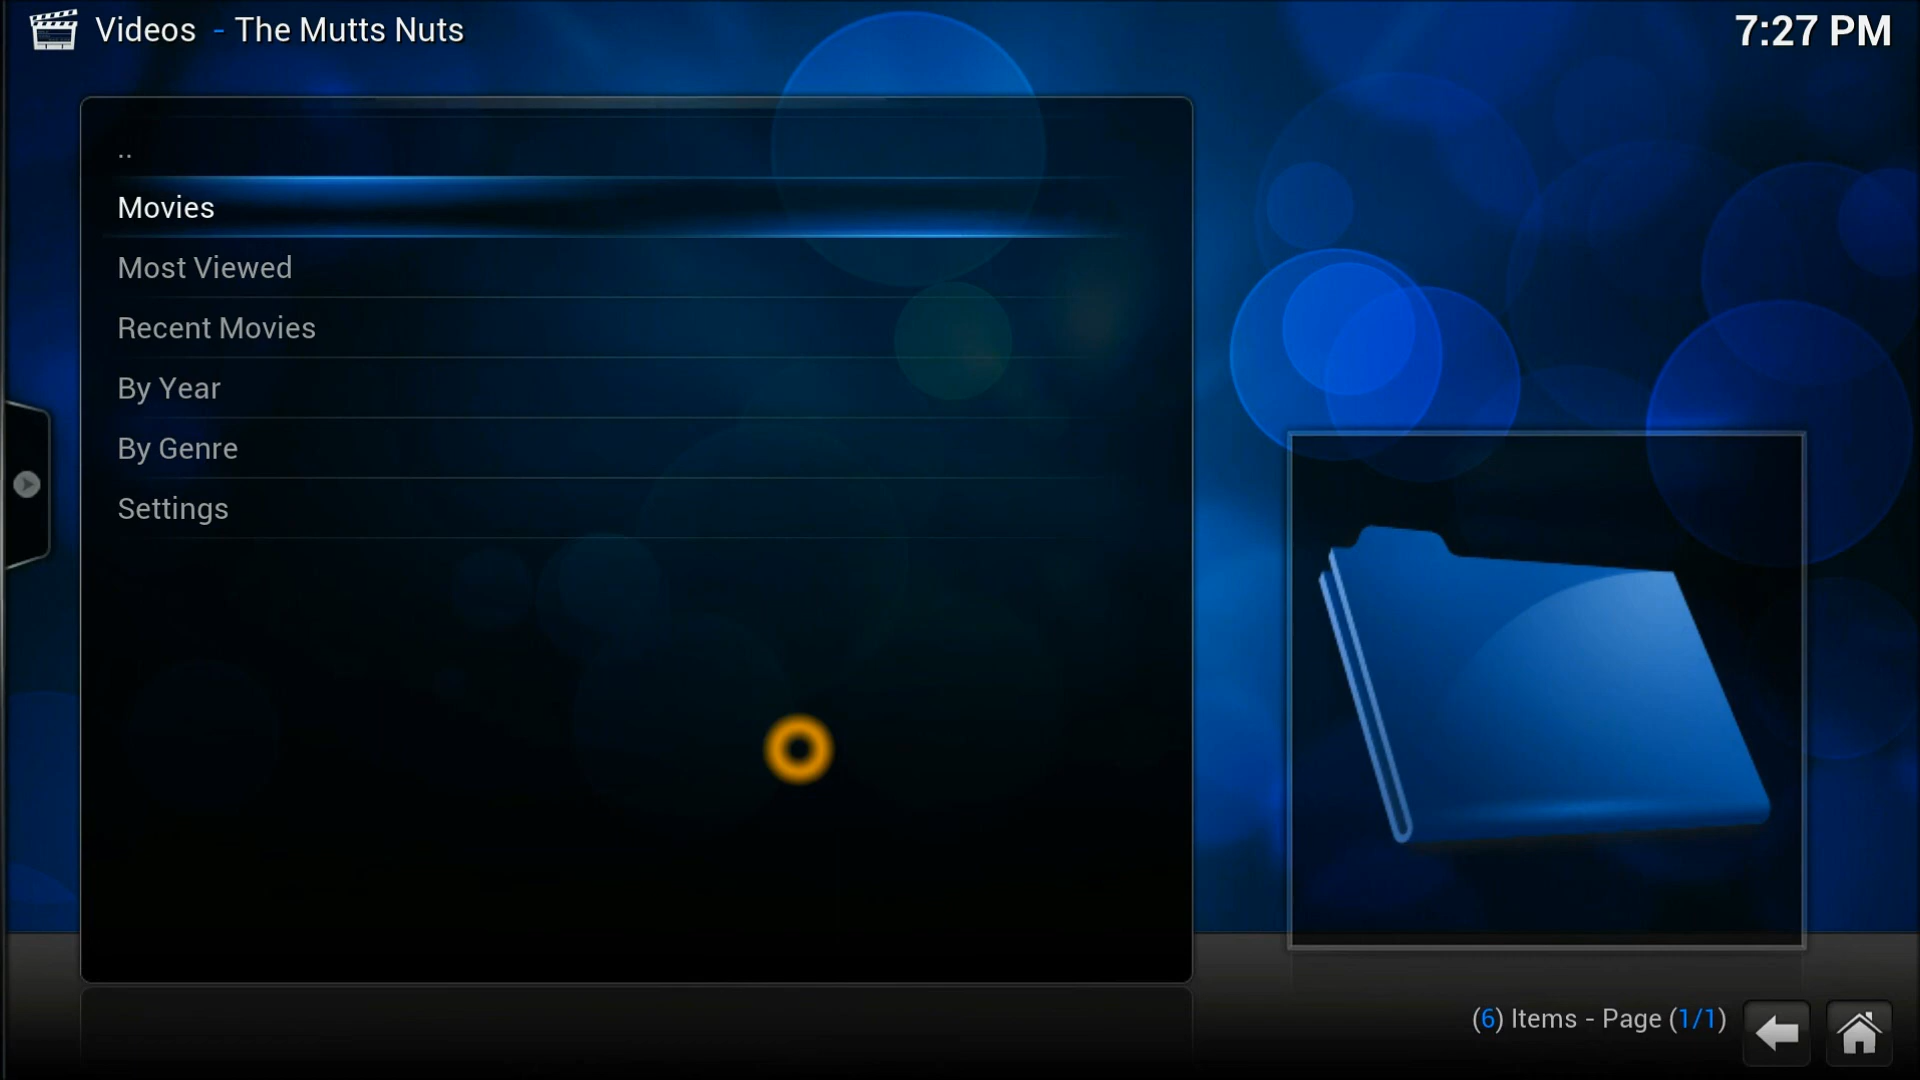 Videos - The Mutts Nuts
7:27 PM
..
Movies
Most Viewed
Recent Movies
By Year
By Genre
Settings
(6) Items - Page (1/1)